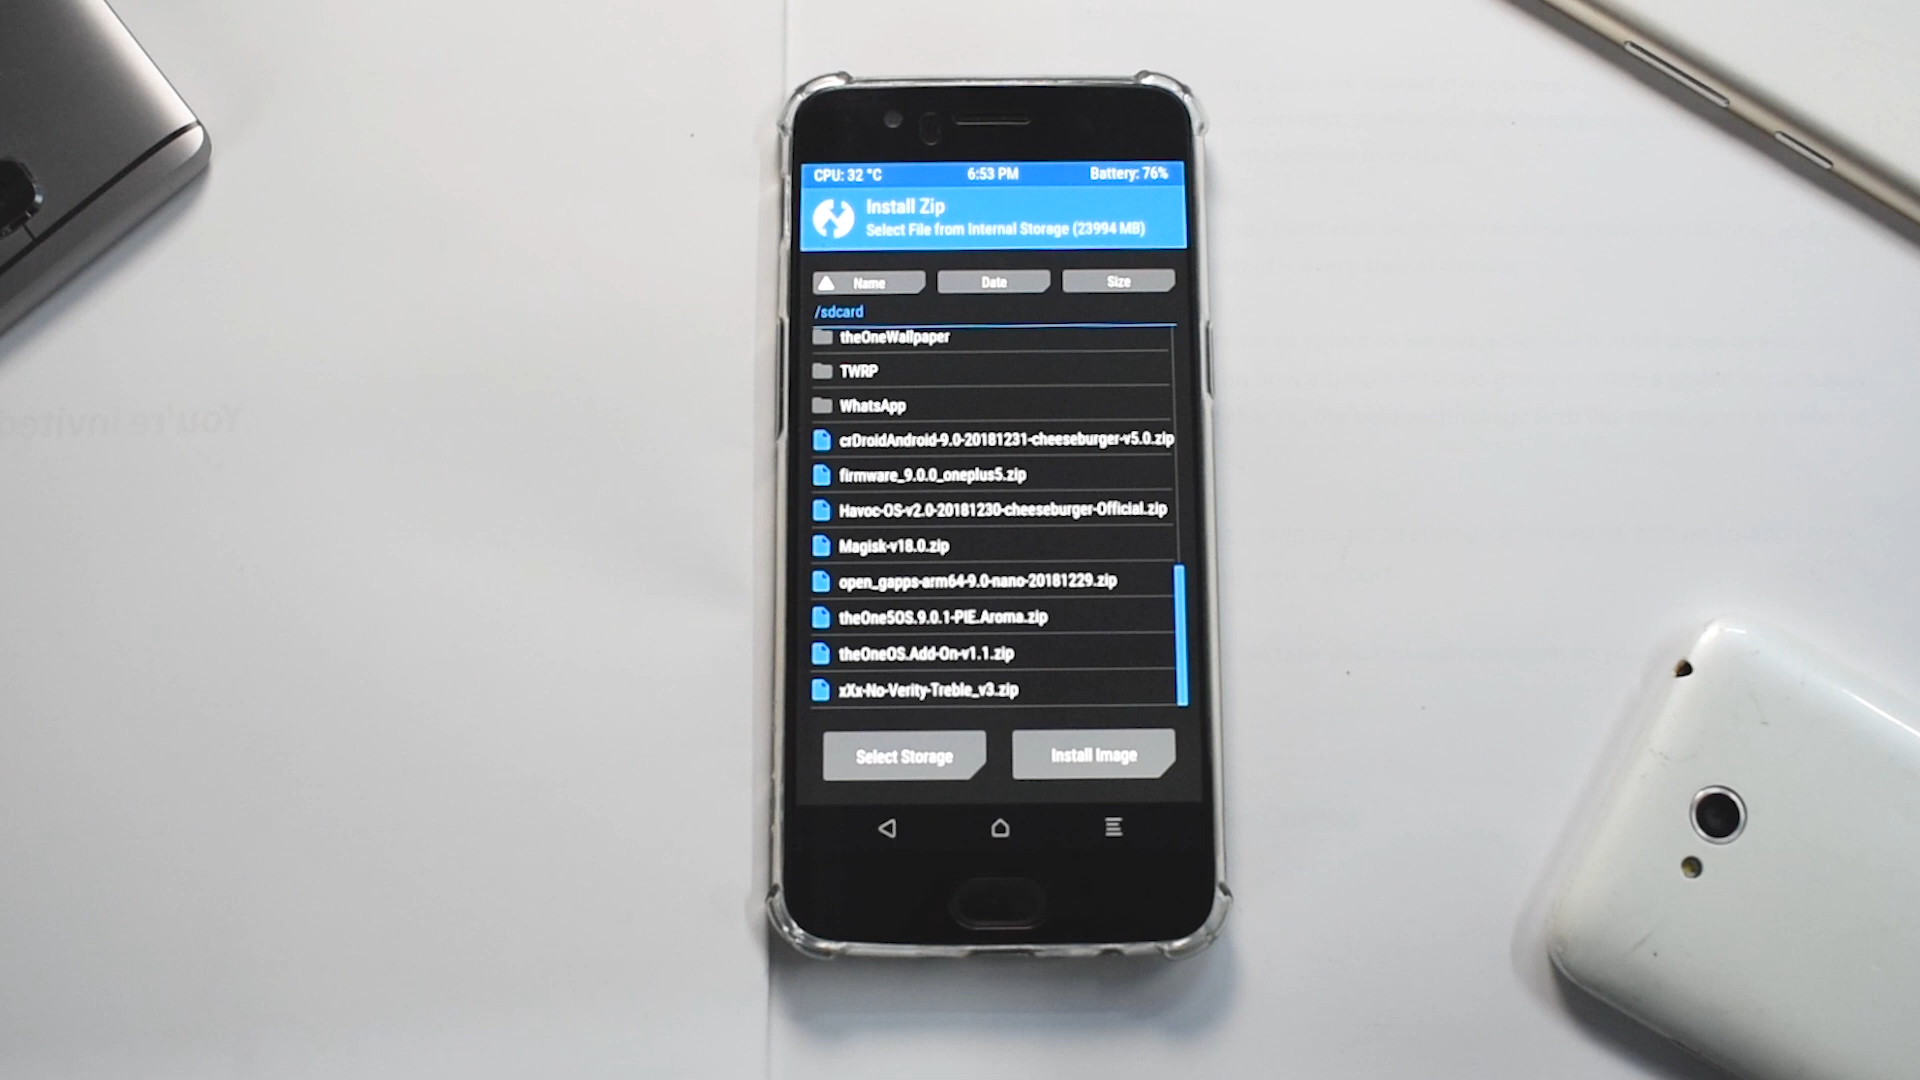 CPU: 32 °C 6:53 PM Battery: 76%
Install Zip
Select File from Internal Storage (23994 MB)
Name Date Size
/sdcard
theOneWallpaper
TWRP
WhatsApp
crDroidAndroid-9.0-20181231-cheeseburger-v5.0.zip
firmware_9.0.0_oneplus5.zip
Havoc-OS-v2.0-20181230-cheeseburger-Official.zip
Magisk-v18.0.zip
open_gapps-arm64-9.0-nano-20181229.zip
theOne5OS.9.0.1-PIE.Aroma.zip
theOneOS.Add-On-v1.1.zip
xXx-No-Verity-Treble_v3.zip
Select Storage Install Image
You're invited